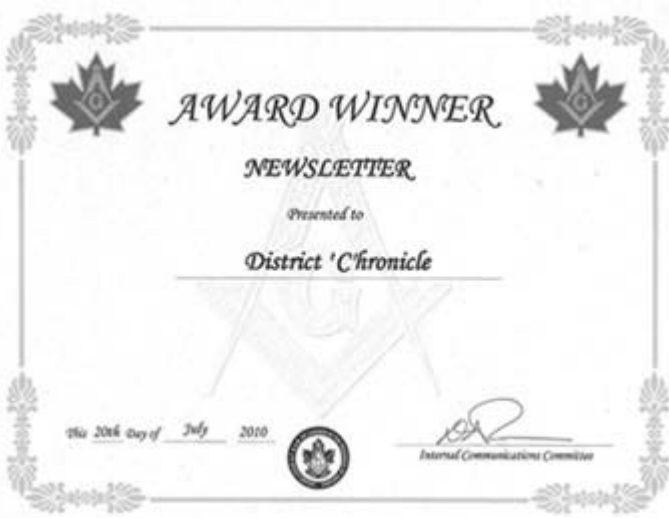 AWARD WINNER
NEWSLETTER
Presented to
District 'C'hronicle
This 20th Day of July 2010
Internal Communications Committee
G